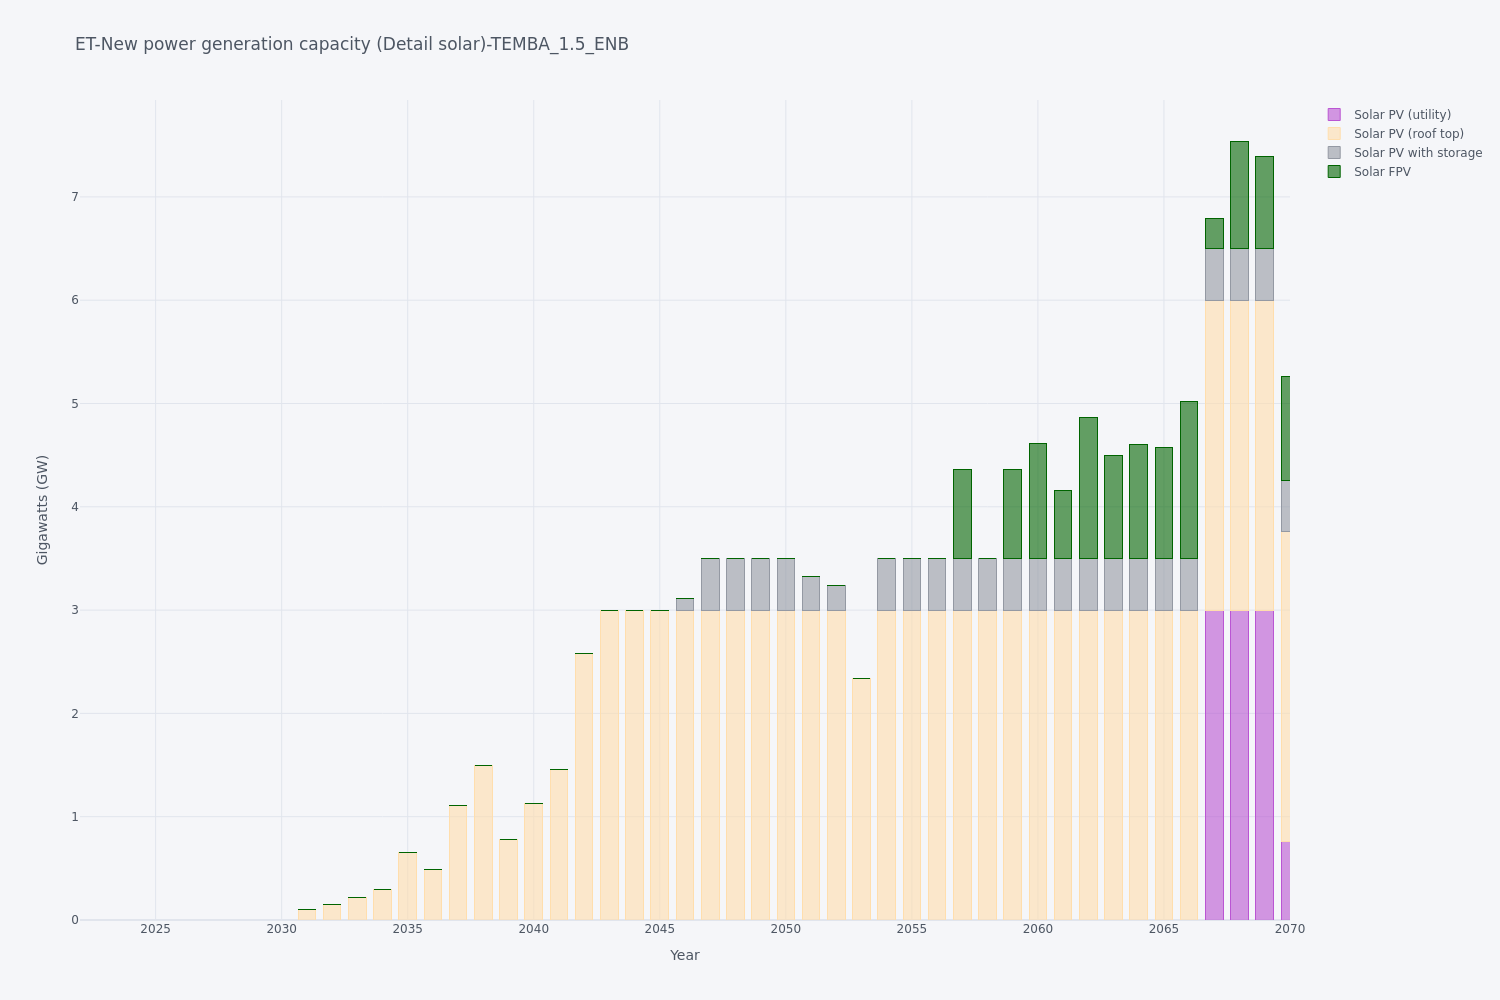 ET-New power generation capacity (Detail solar)-TEMBA_1.5_ENB
Solar PV (utility)
Solar PV (roof top)
Solar PV with storage
Solar FPV
Gigawatts (GW)
7
6
5
4
3
2
1
0
2025 2030 2035 2040 2045 2050 2055 2060 2065 2070
Year